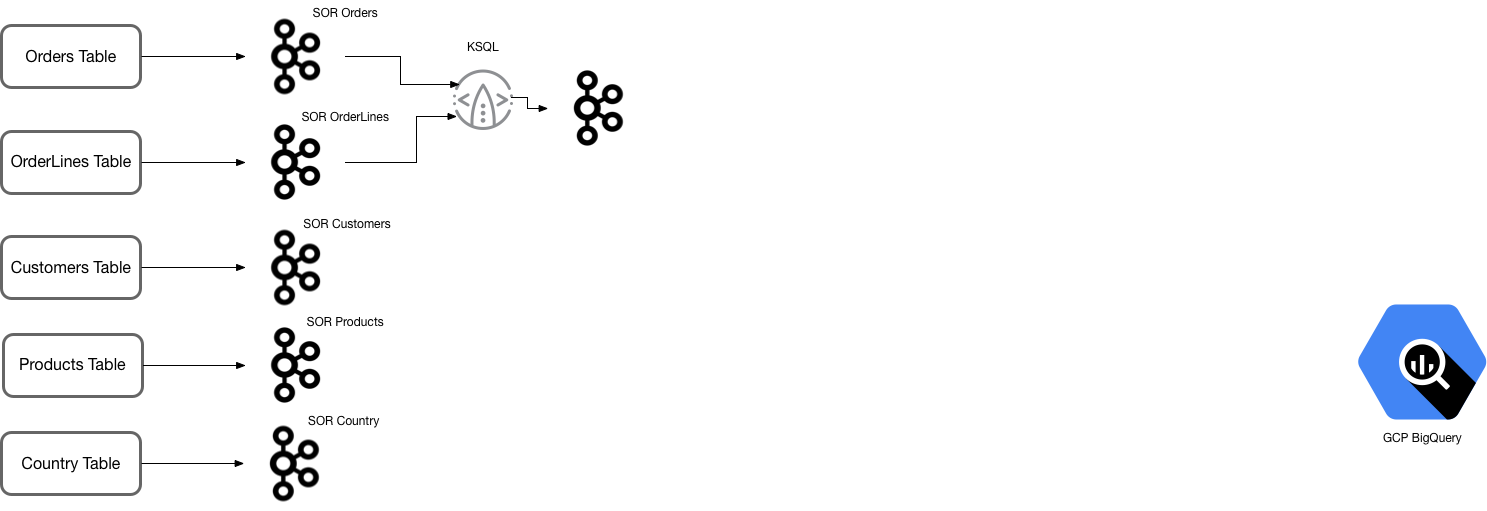 SOR Orders
Orders Table
KSQL
SOR OrderLines
OrderLines Table
SOR Customers
Customers Table
SOR Products
Products Table
SOR Country
Country Table
GCP BigQuery